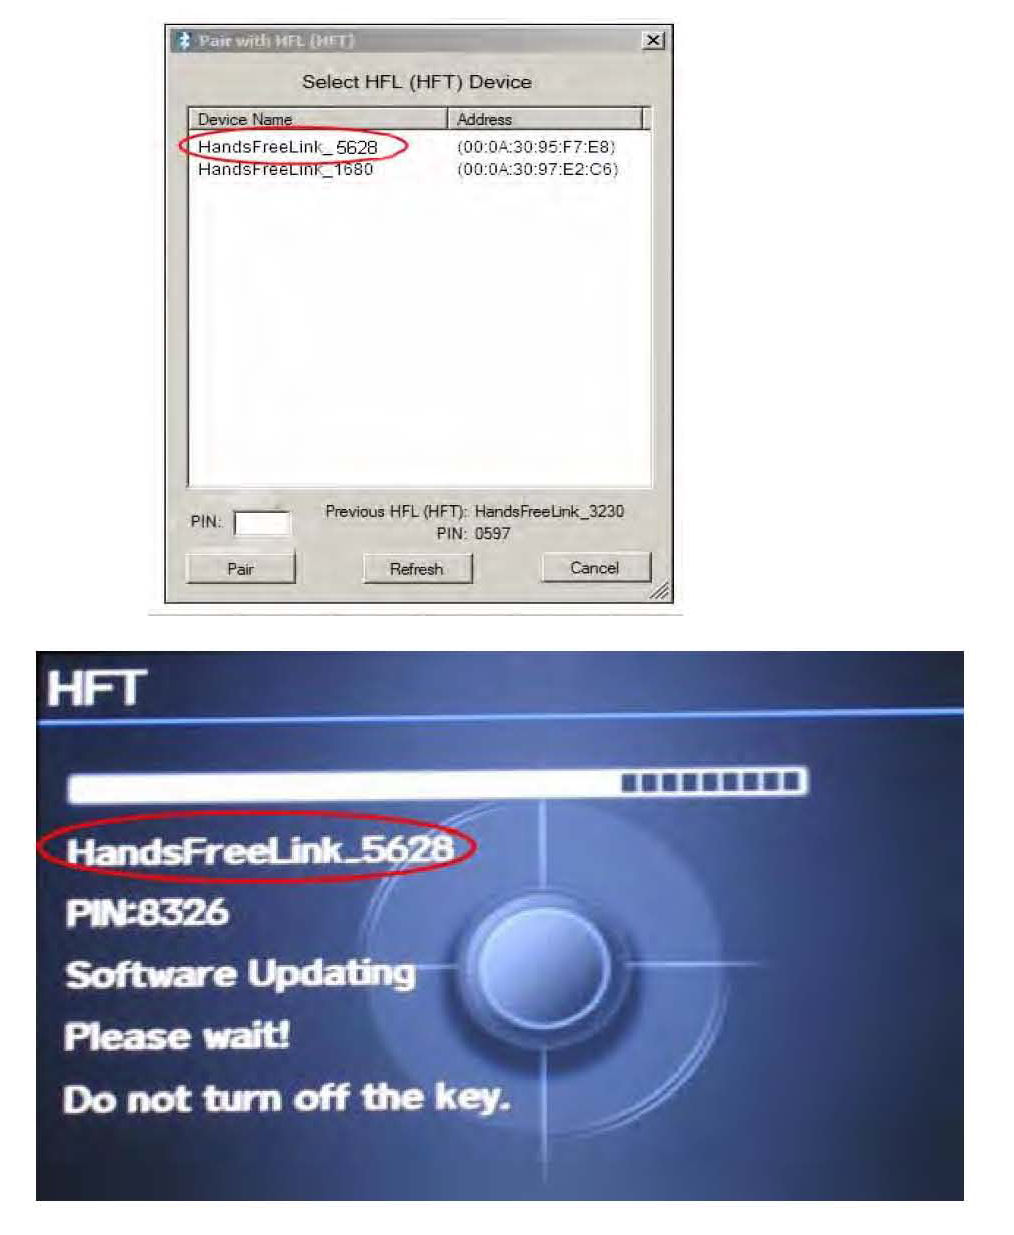 Pair with HFL (HFT)
Select HFL (HFT) Device
Device Name Address
HandsFreeLink_5628 (00:0A:30:95:F7:E8)
HandsFreeLink_1680 (00:0A:30:97:E2:C6)
PIN: Previous HFL (HFT): HandsFreeLink_3230
PIN: 0597
Pair Refresh Cancel
HFT
HandsFreeLink_5628
PIN:8326
Software Updating
Please wait!
Do not turn off the key.